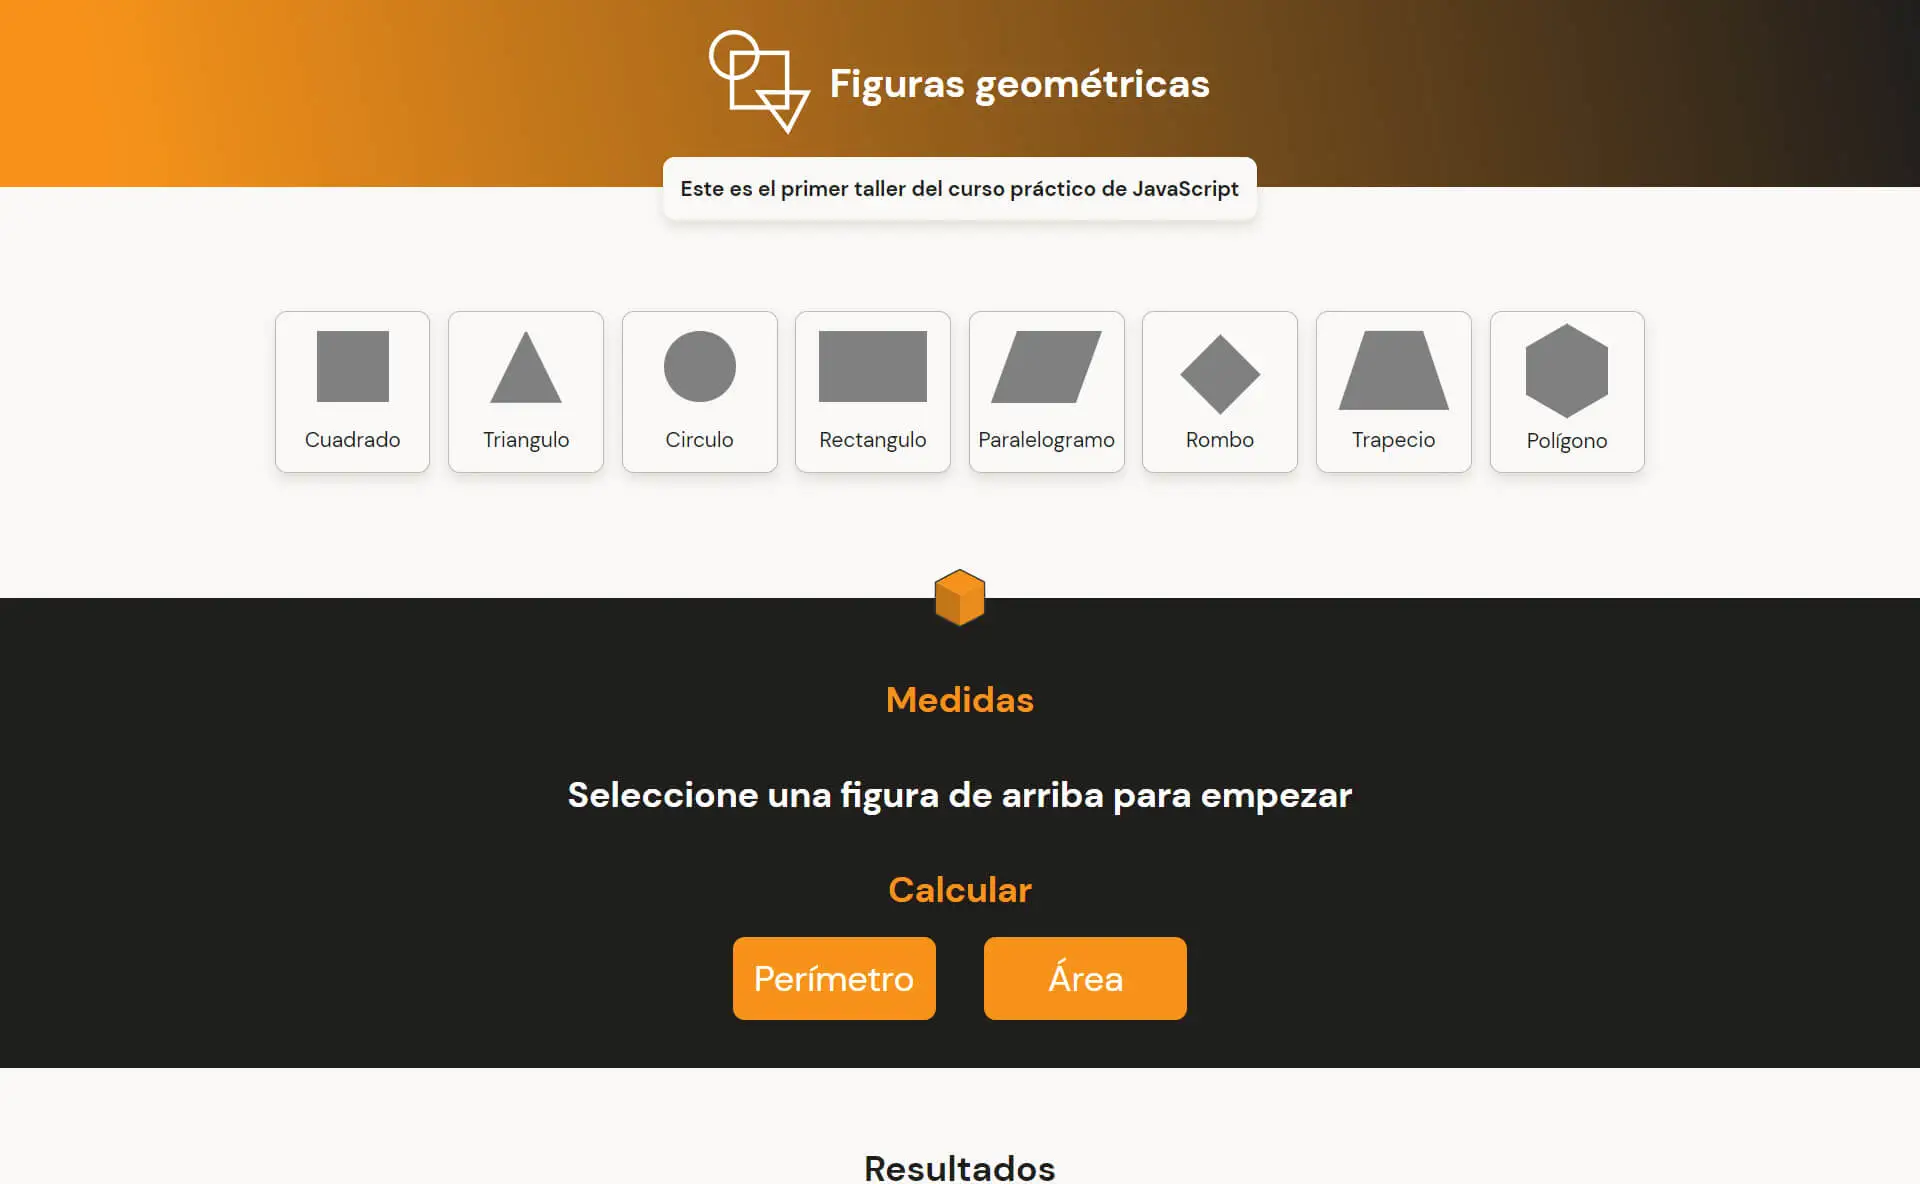 Figuras geométricas
Este es el primer taller del curso práctico de JavaScript
Cuadrado
Triangulo
Circulo
Rectangulo
Paralelogramo
Rombo
Trapecio
Polígono
Medidas
Seleccione una figura de arriba para empezar
Calcular
Perímetro
Área
Resultados